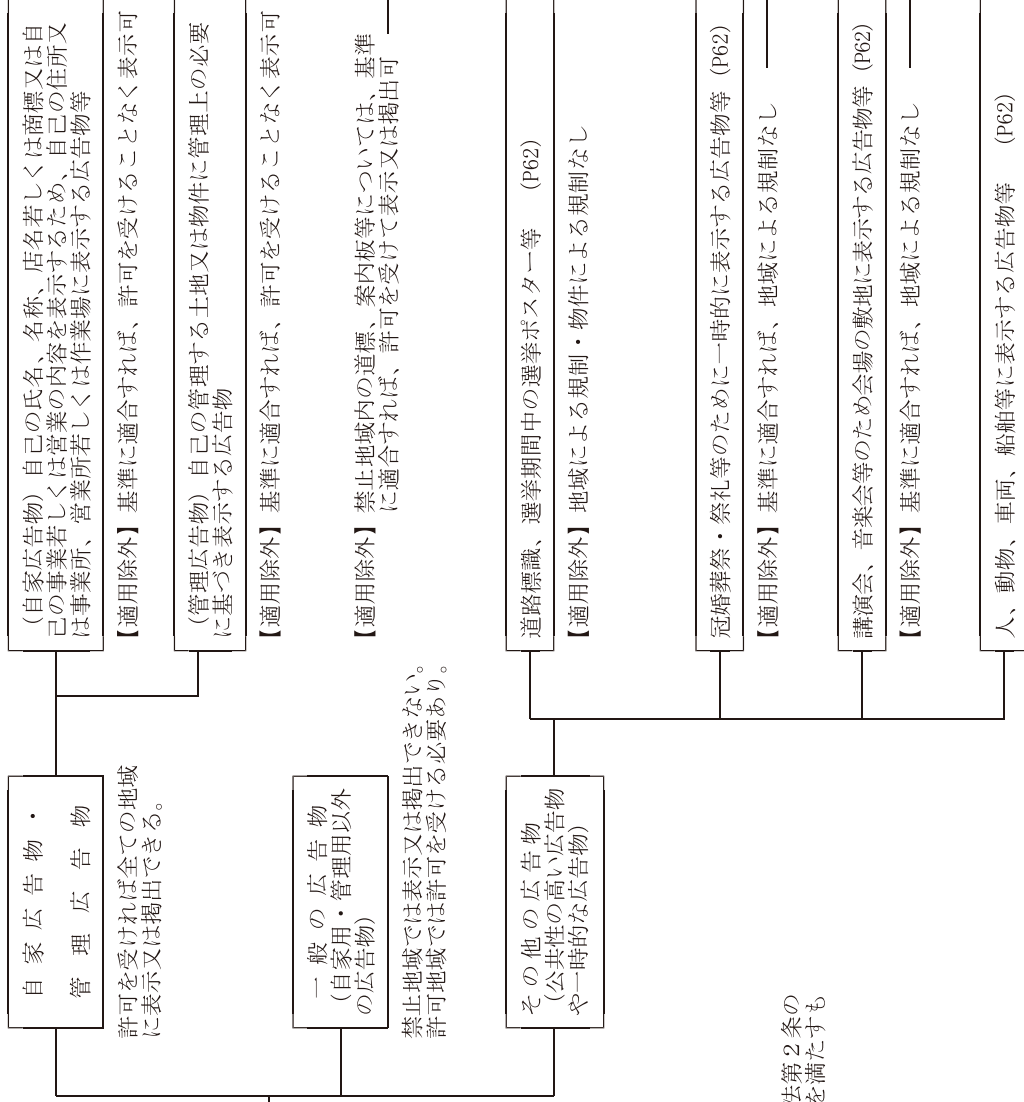 自家広告物・
管理広告物
許可を受ければ全ての地域
に表示又は掲出できる。
(自家広告物) 自己の氏名、名称、店名若しくは商標又は自
己の事業若しくは営業の内容を表示するため、自己の住所又
は事業所、営業所若しくは作業場に表示する広告物等
【適用除外】基準に適合すれば、許可を受けることなく表示可
(管理広告物) 自己の管理する土地又は物件に管理上の必要
に基づき表示する広告物
【適用除外】基準に適合すれば、許可を受けることなく表示可
一般の広告物
(自家用・管理用以外
の広告物)
禁止地域では表示又は掲出できない。
許可地域では許可を受ける必要あり。
【適用除外】禁止地域内の道標、案内板等については、基準
に適合すれば、許可を受けて表示又は掲出可
その他の広告物
(公共性の高い広告物
や一時的な広告物)
道路標識、選挙期間中の選挙ポスター等 (P62)
【適用除外】地域による規制・物件による規制なし
冠婚葬祭・祭礼等のために一時的に表示する広告物等 (P62)
【適用除外】基準に適合すれば、地域による規制なし
講演会、音楽会等のため会場の敷地に表示する広告物等 (P62)
【適用除外】基準に適合すれば、地域による規制なし
人、動物、車両、船舶等に表示する広告物等 (P62)
法第2条の
を満たすも